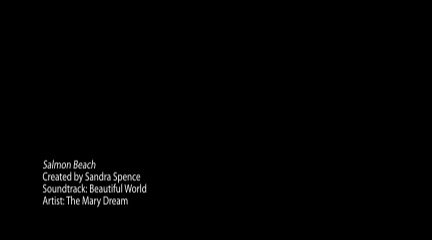 Salmon Beach
Created by Sandra Spence
Soundtrack: Beautiful World
Artist: The Mary Dream